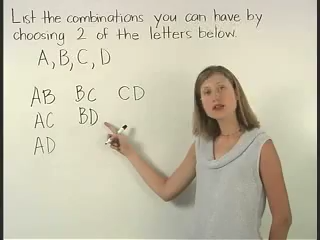 List the combinations you can have by
choosing 2 of the letters below.
A, B, C, D
AB BC CD
AC BD
AD